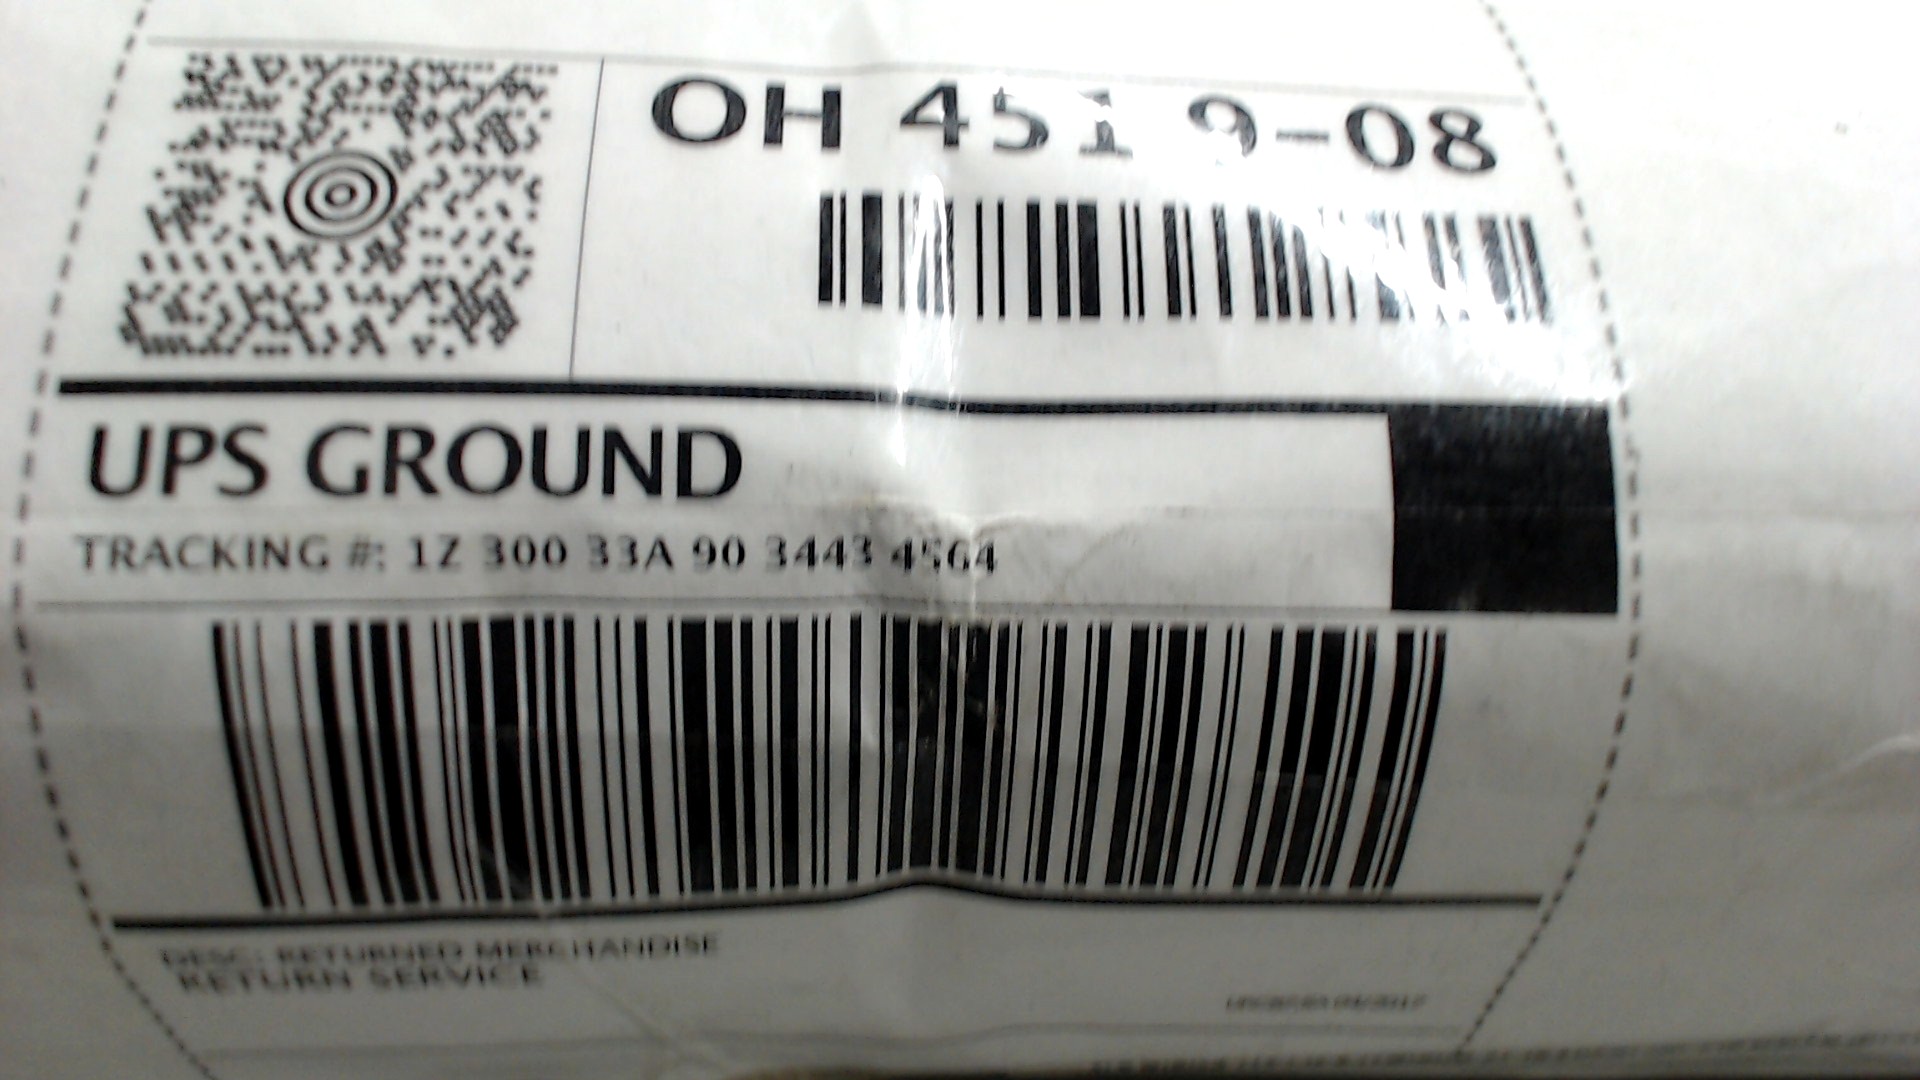 OH 451 9-08
UPS GROUND
TRACKING #: 1Z 300 33A 90 3443 4564
DESC: RETURNED MERCHANDISE
RETURN SERVICE